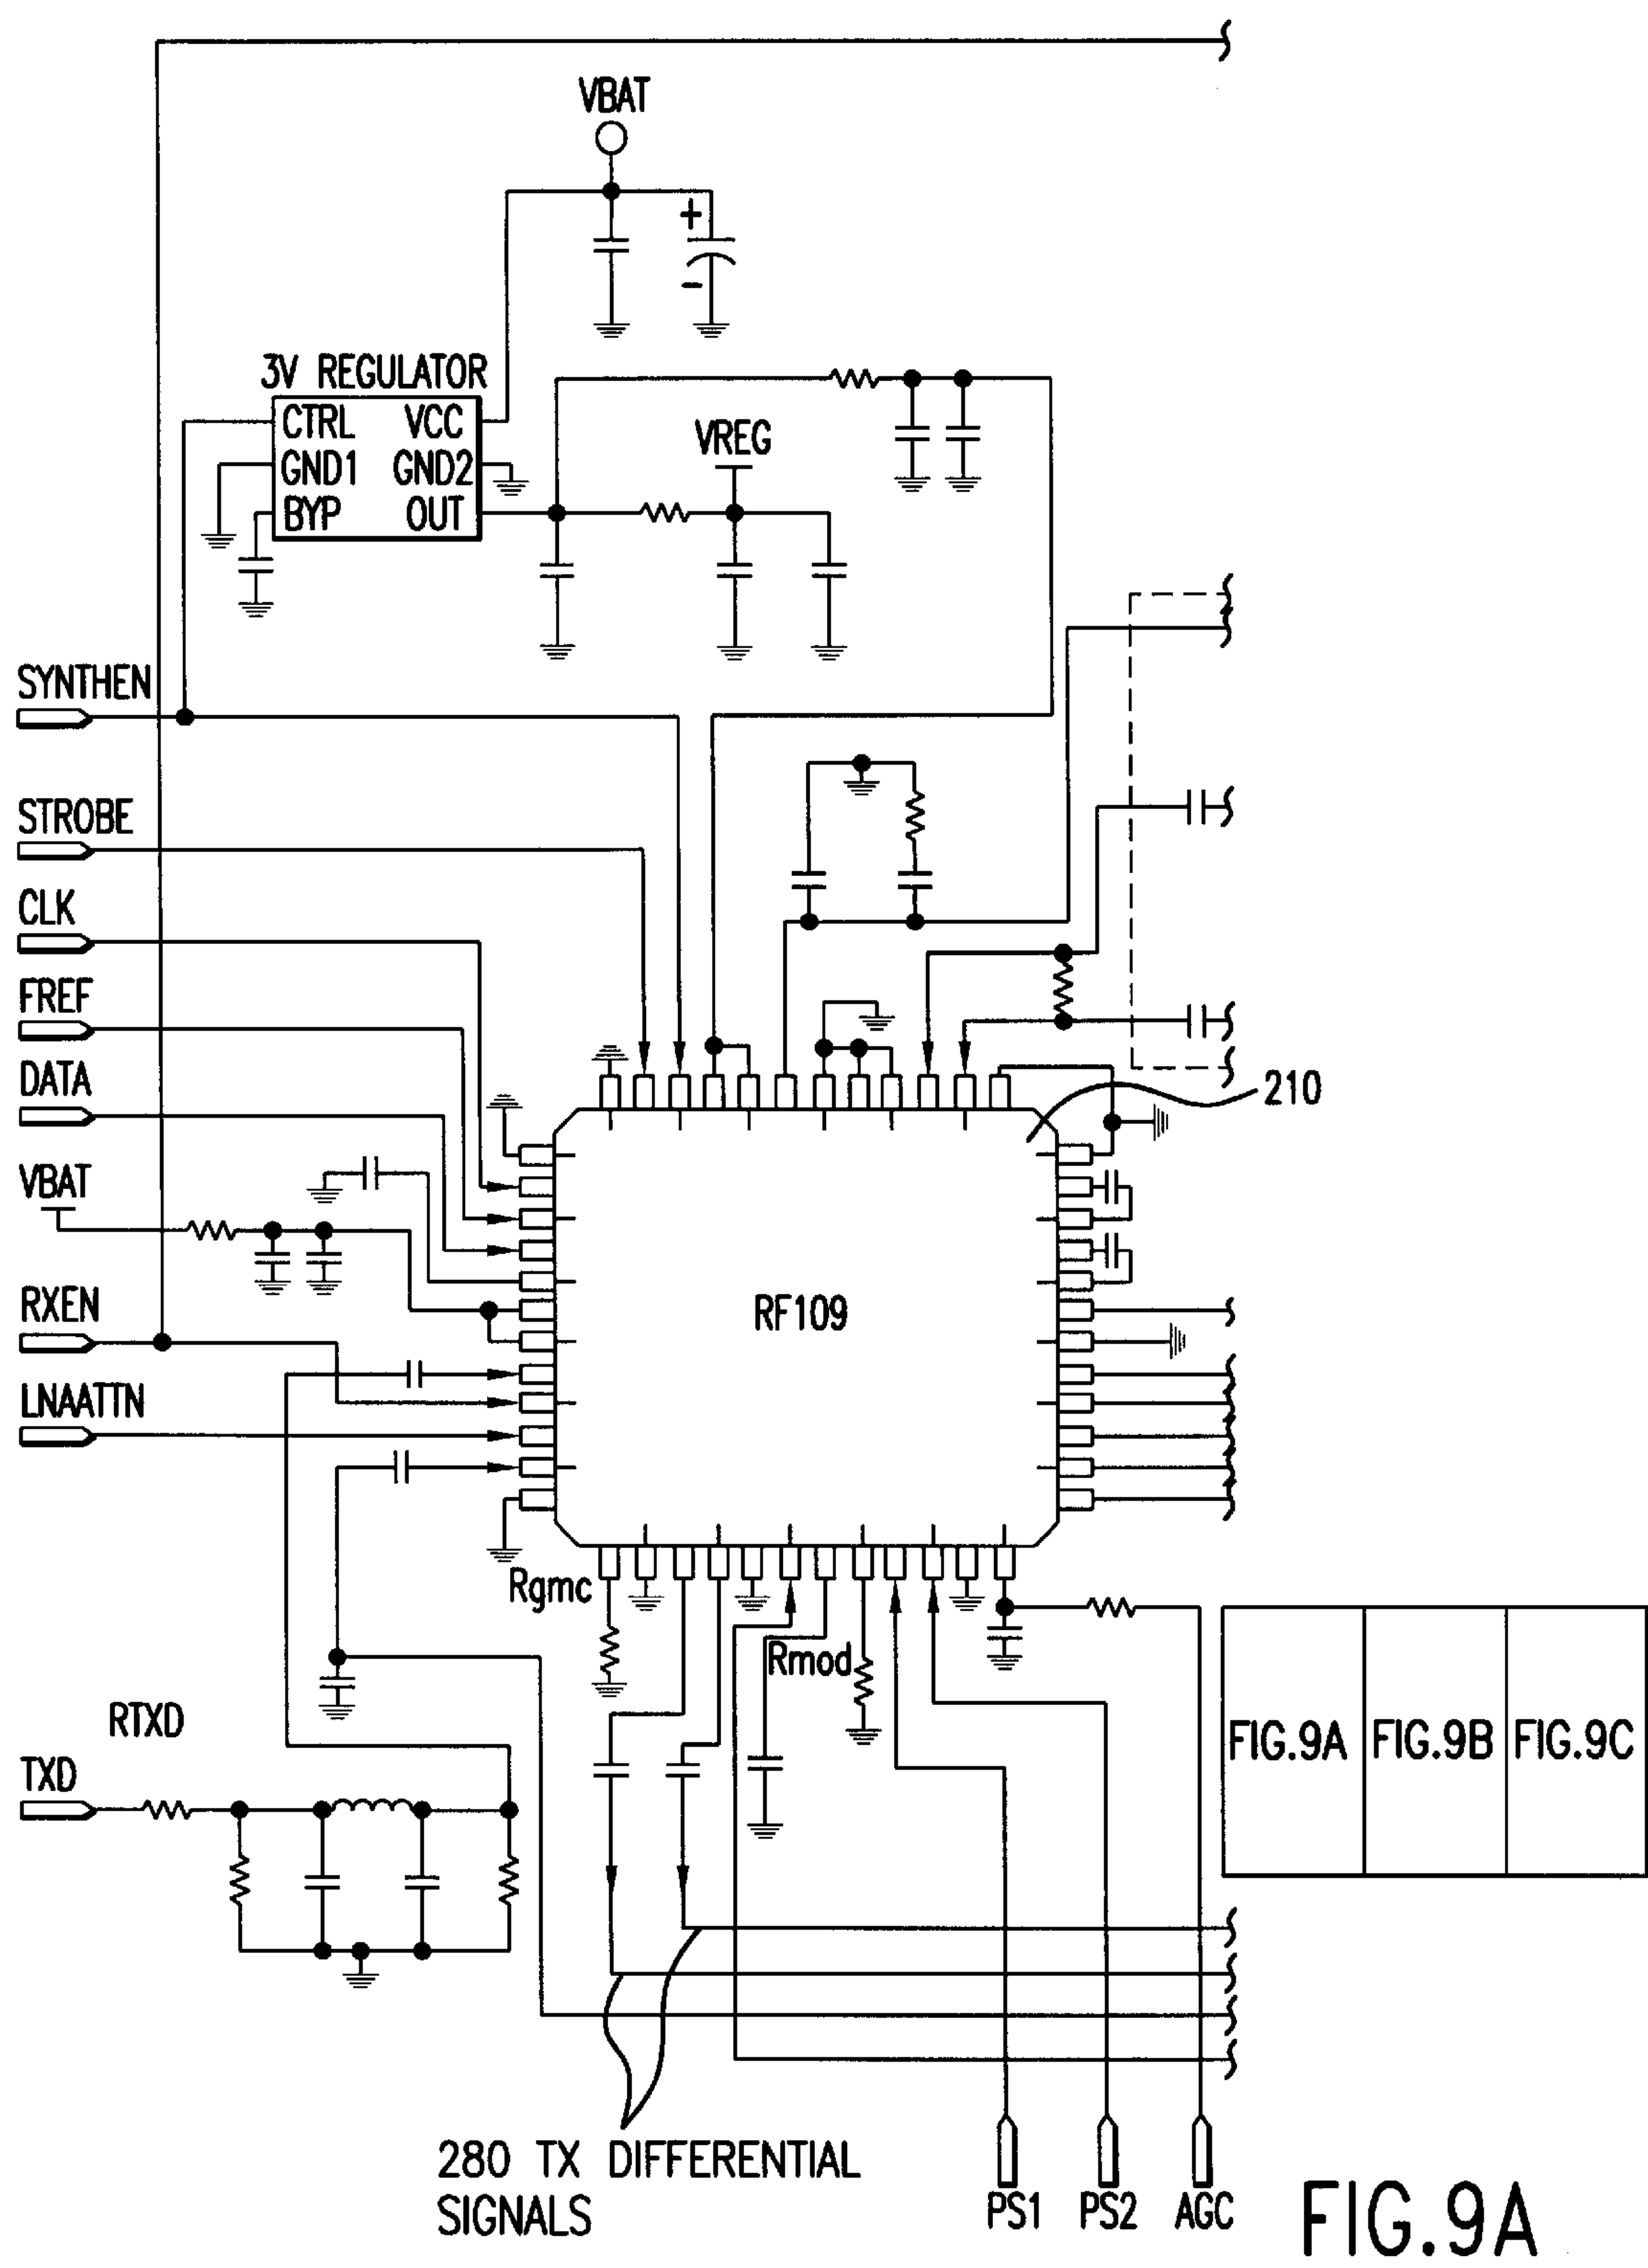 VBAT
+
-
3V REGULATOR
CTRL VCC
GND1 GND2
BYP OUT
VREG
SYNTHEN
STROBE
CLK
FREF
DATA
210
VBAT
RXEN
RF109
LNAATTN
Rgmc
Rmod
RTXD
TXD
FIG.9A FIG.9B FIG.9C
280 TX DIFFERENTIAL
SIGNALS
PS1 PS2 AGC
FIG.9A